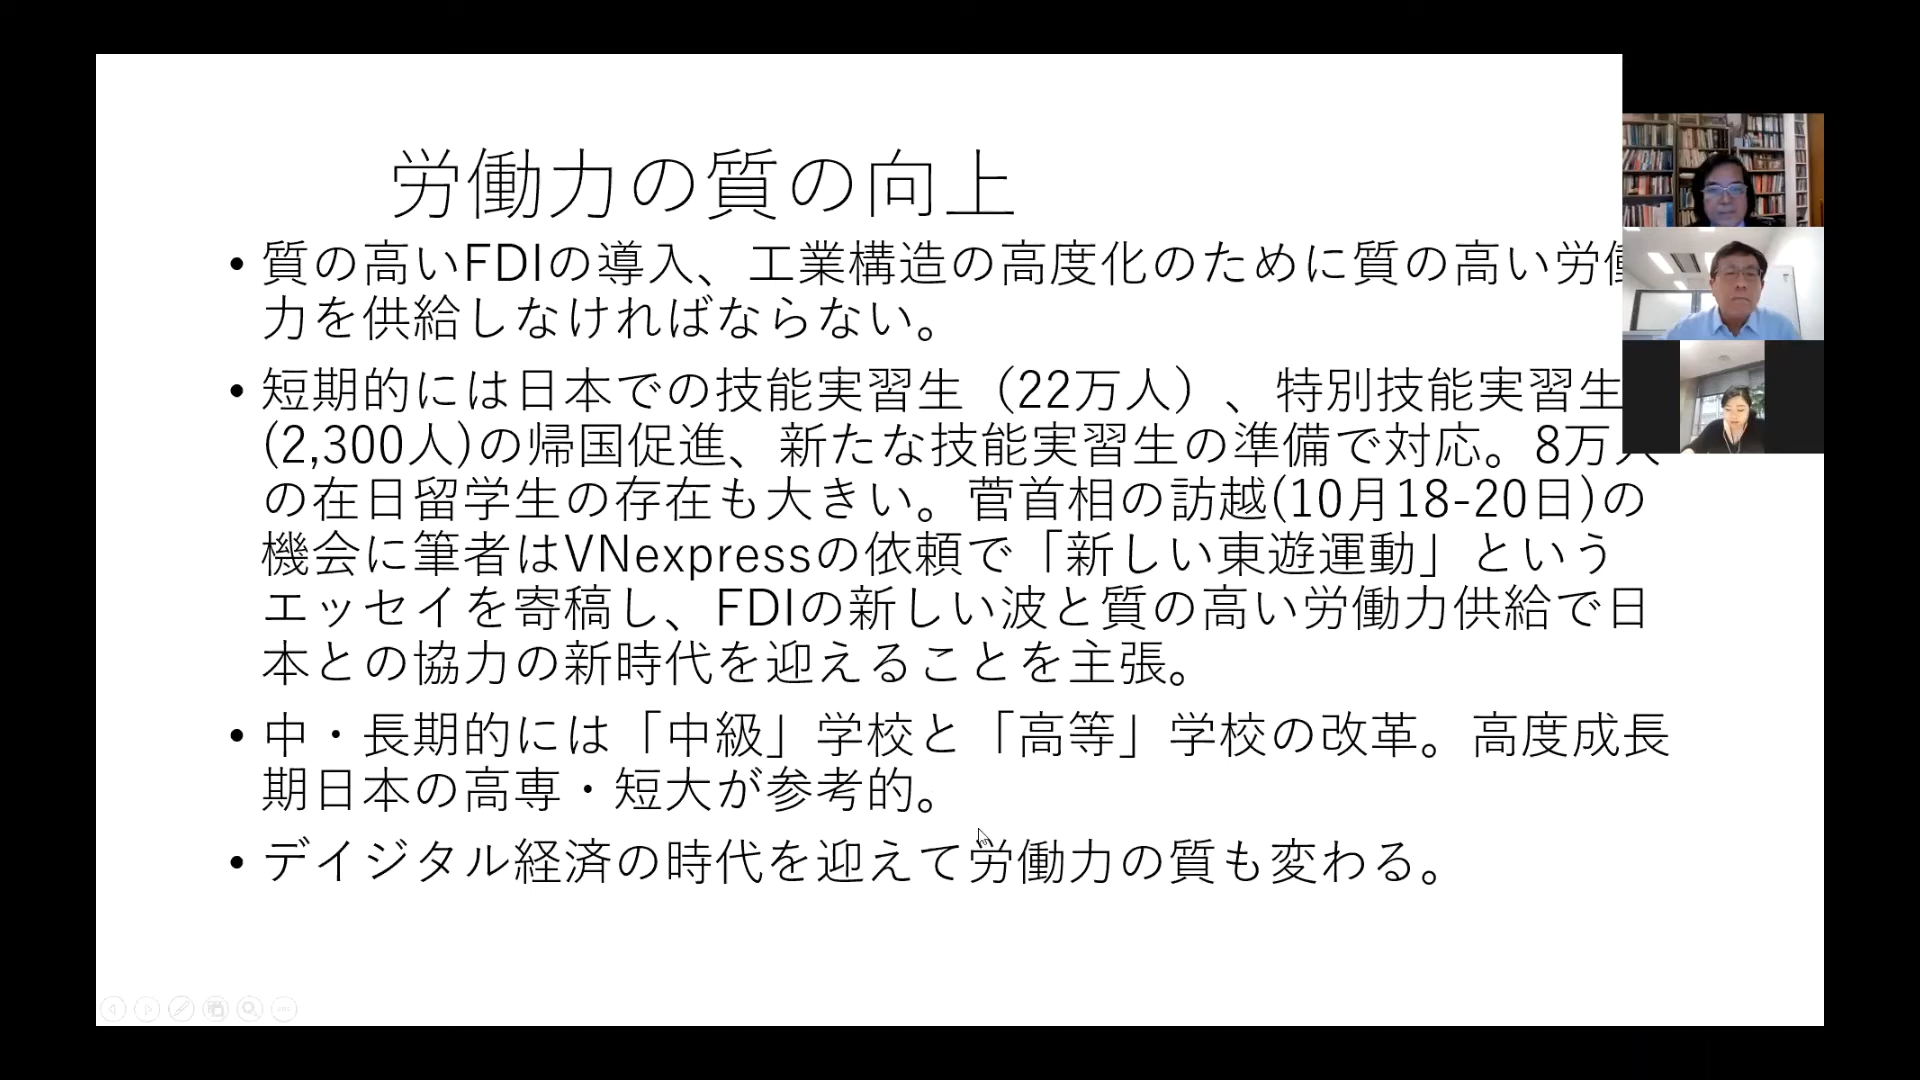 労働力の質の向上
• 質の高いFDIの導入、工業構造の高度化のために質の高い労働
力を供給しなければならない。
• 短期的には日本での技能実習生（22万人）、特別技能実習生
(2,300人)の帰国促進、新たな技能実習生の準備で対応。8万人
の在日留学生の存在も大きい。菅首相の訪越(10月18-20日)の
機会に筆者はVNexpressの依頼で「新しい東遊運動」という
エッセイを寄稿し、FDIの新しい波と質の高い労働力供給で日
本との協力の新時代を迎えることを主張。
• 中・長期的には「中級」学校と「高等」学校の改革。高度成長
期日本の高専・短大が参考的。
• デイジタル経済の時代を迎えて労働力の質も変わる。